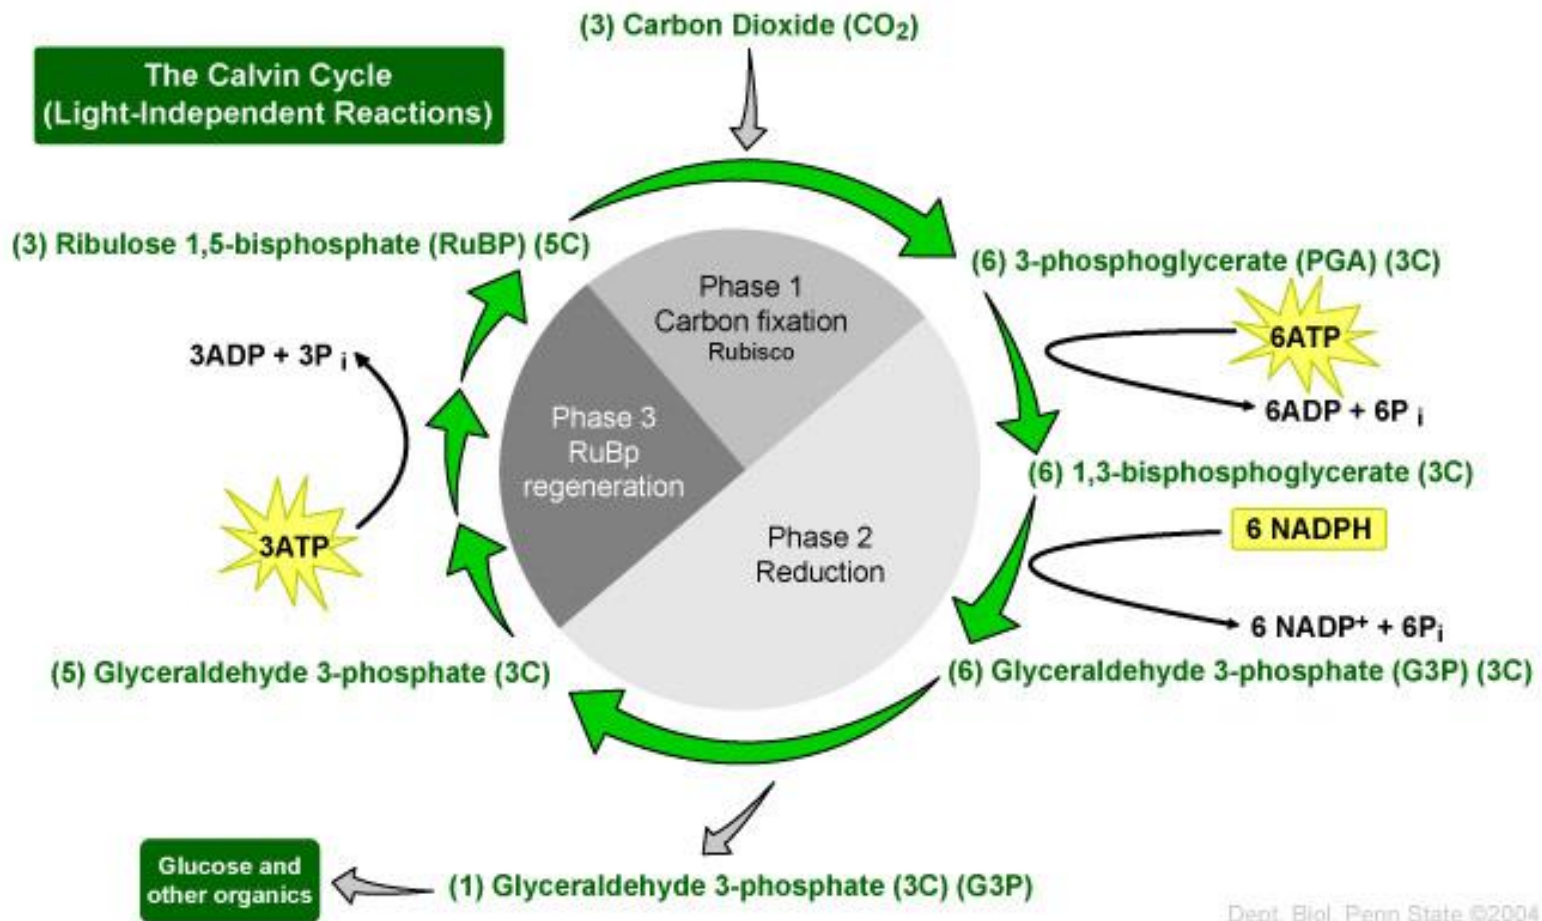 (3) Carbon Dioxide (CO₂)
The Calvin Cycle
(Light-Independent Reactions)
(3) Ribulose 1,5-bisphosphate (RuBP) (5C)
(6) 3-phosphoglycerate (PGA) (3C)
Phase 1
Carbon fixation
Rubisco
6ATP
3ADP + 3P i
6ADP + 6P i
Phase 3
RuBp
regeneration
(6) 1,3-bisphosphoglycerate (3C)
6 NADPH
3ATP
Phase 2
Reduction
6 NADP⁺ + 6Pᵢ
(5) Glyceraldehyde 3-phosphate (3C)
(6) Glyceraldehyde 3-phosphate (G3P) (3C)
Glucose and
other organics
(1) Glyceraldehyde 3-phosphate (3C) (G3P)
Dept. Biol. Penn State ©2004